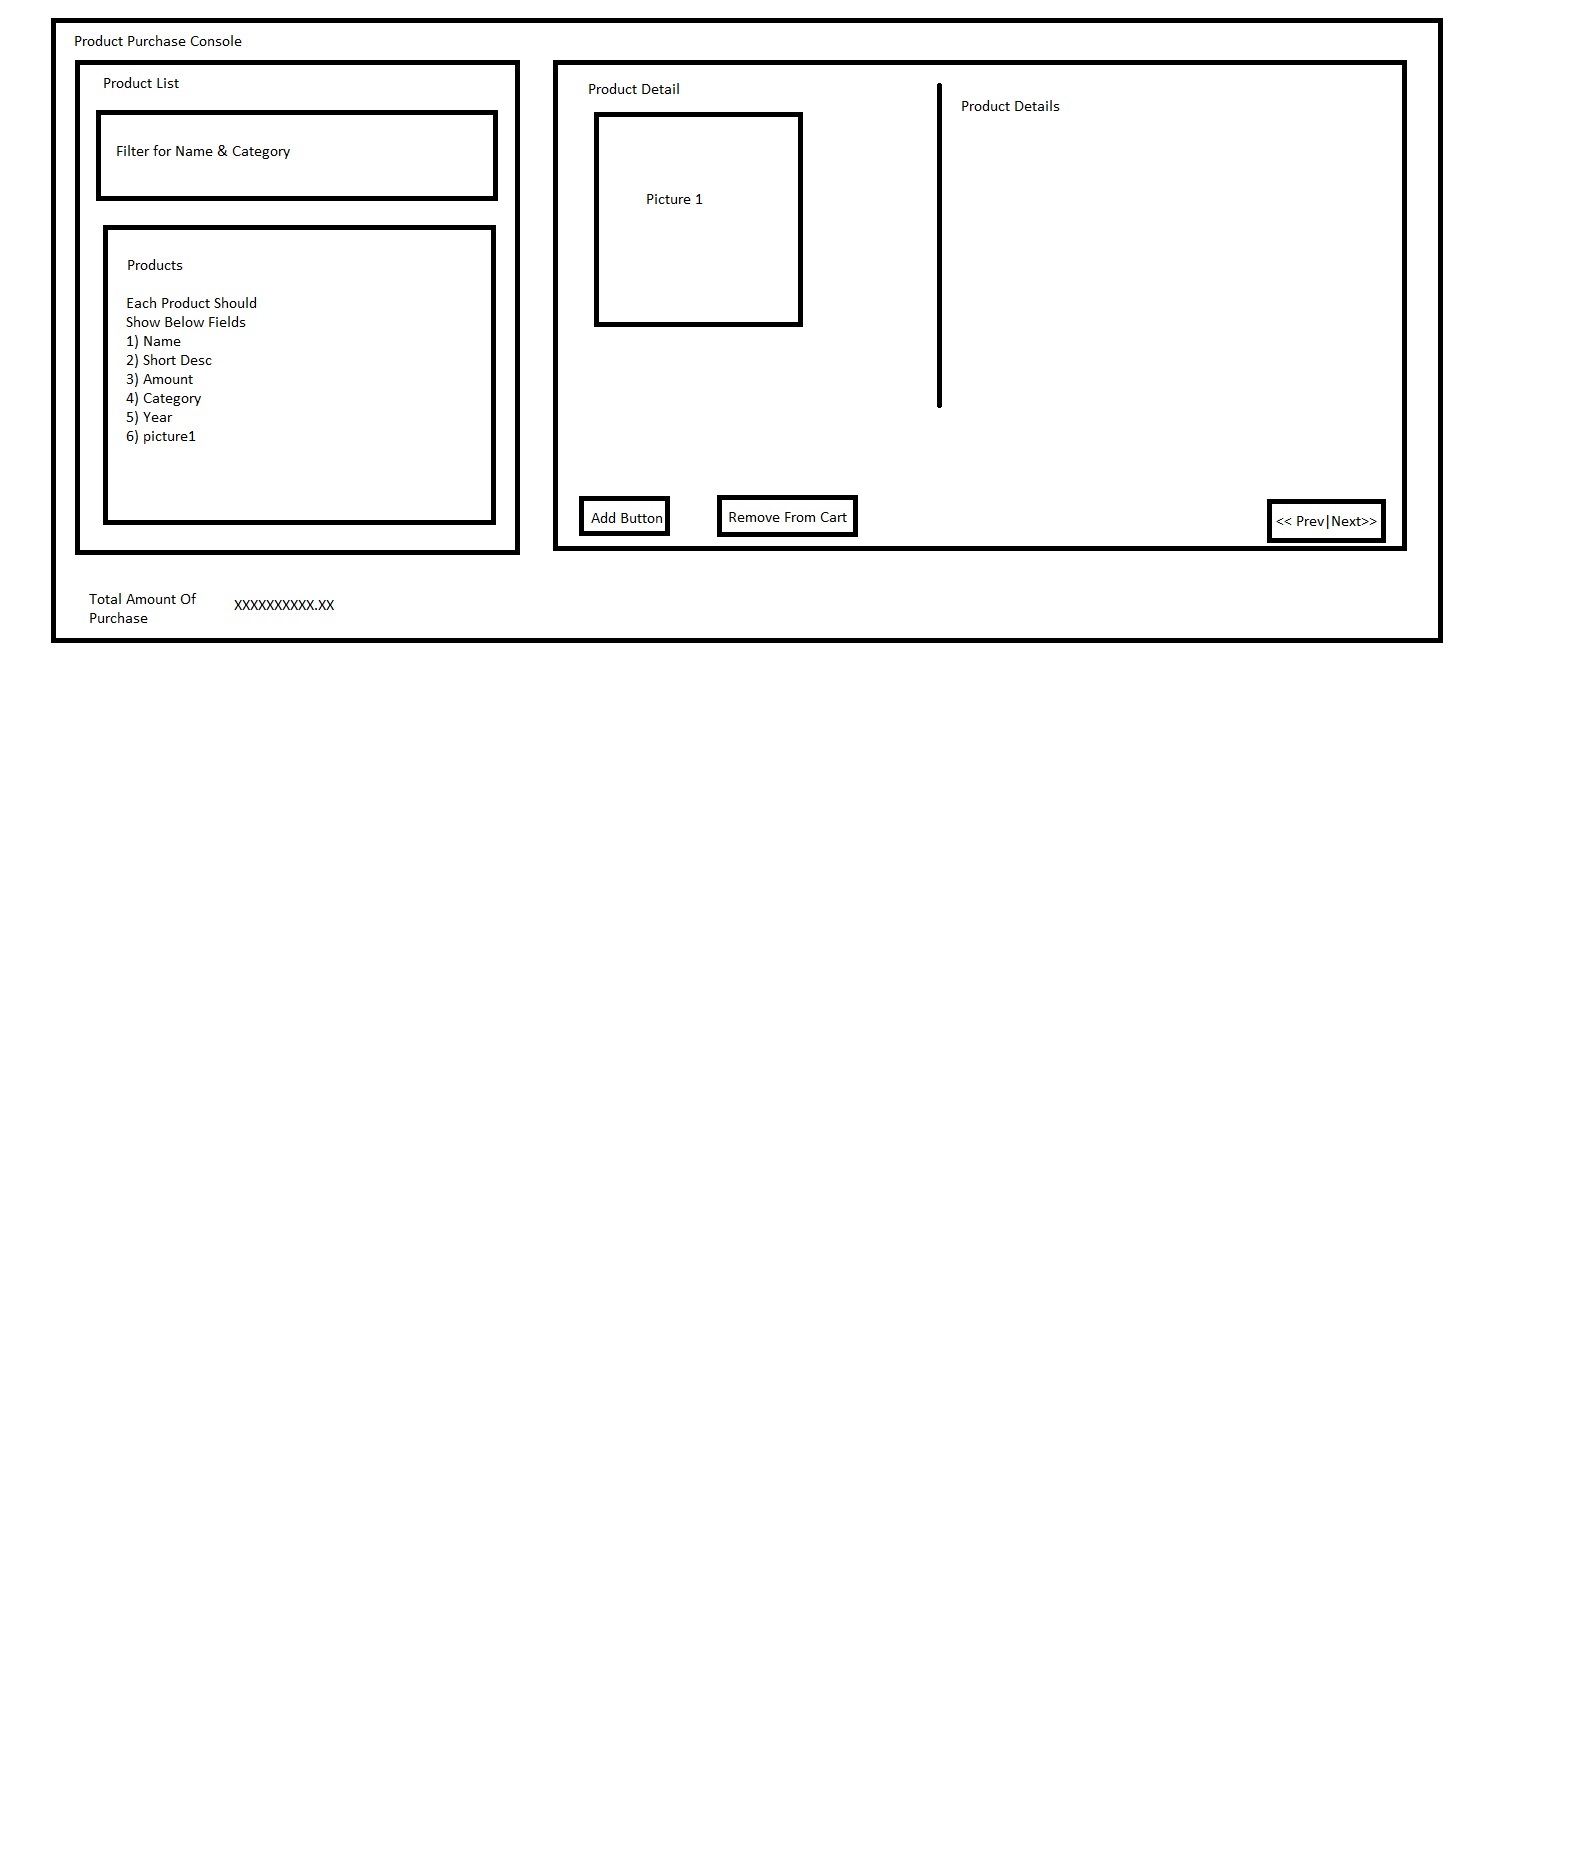 Product Purchase Console
Product List
Filter for Name & Category
Products
Each Product Should
Show Below Fields
1) Name
2) Short Desc
3) Amount
4) Category
5) Year
6) picture1
Product Detail
Picture 1
Product Details
Add Button
Remove From Cart
<< Prev|Next>>
Total Amount Of
Purchase
XXXXXXXXXX.XX